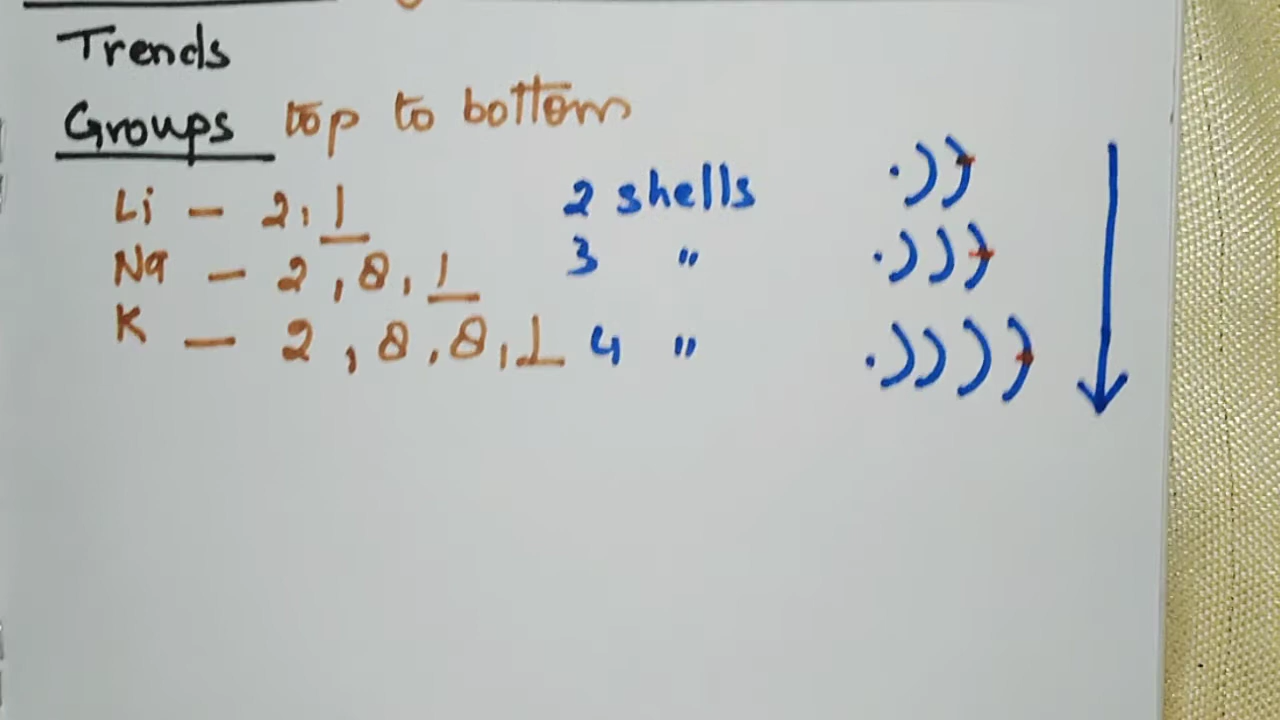 Trends
Groups top to bottom
Li - 2, 1 2 shells
Na - 2, 8, 1 3 "
K - 2, 8, 8, 1 4 "